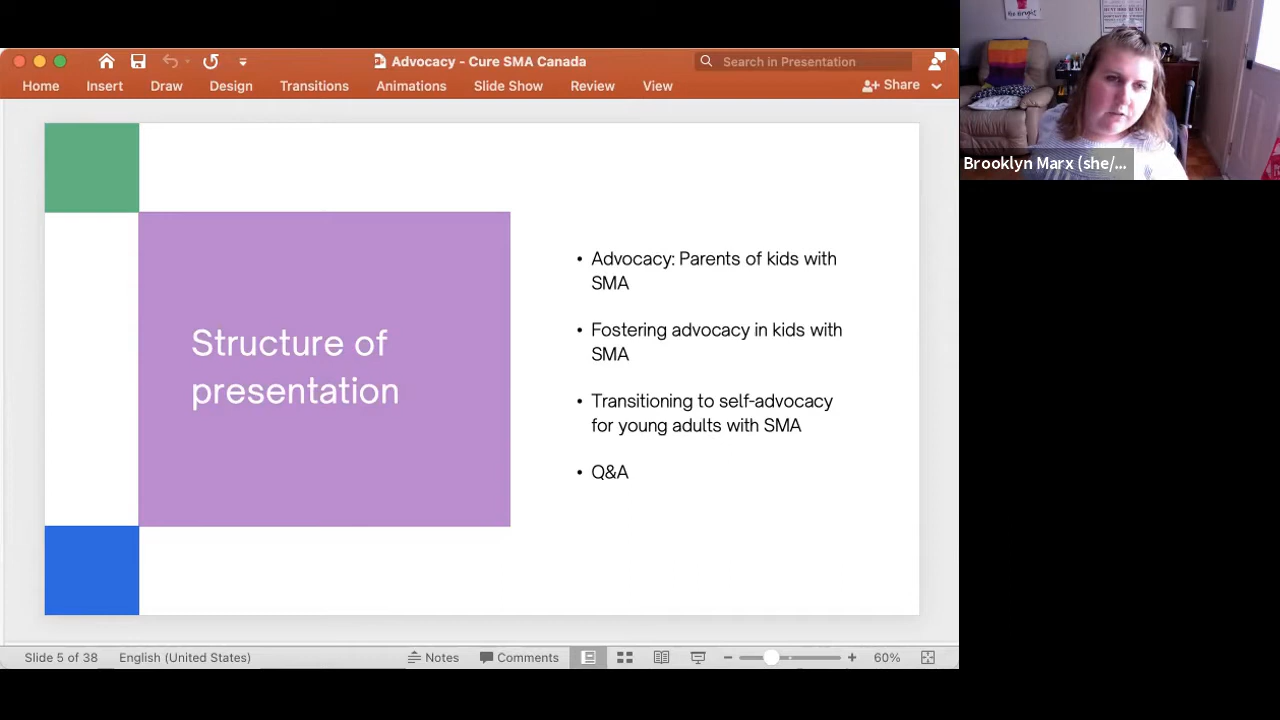 Advocacy - Cure SMA Canada
Search in Presentation
Home Insert Draw Design Transitions Animations Slide Show Review View Share
Structure of
presentation
• Advocacy: Parents of kids with
SMA
• Fostering advocacy in kids with
SMA
• Transitioning to self-advocacy
for young adults with SMA
• Q&A
Slide 5 of 38 English (United States) Notes Comments 60%
Brooklyn Marx (she/...